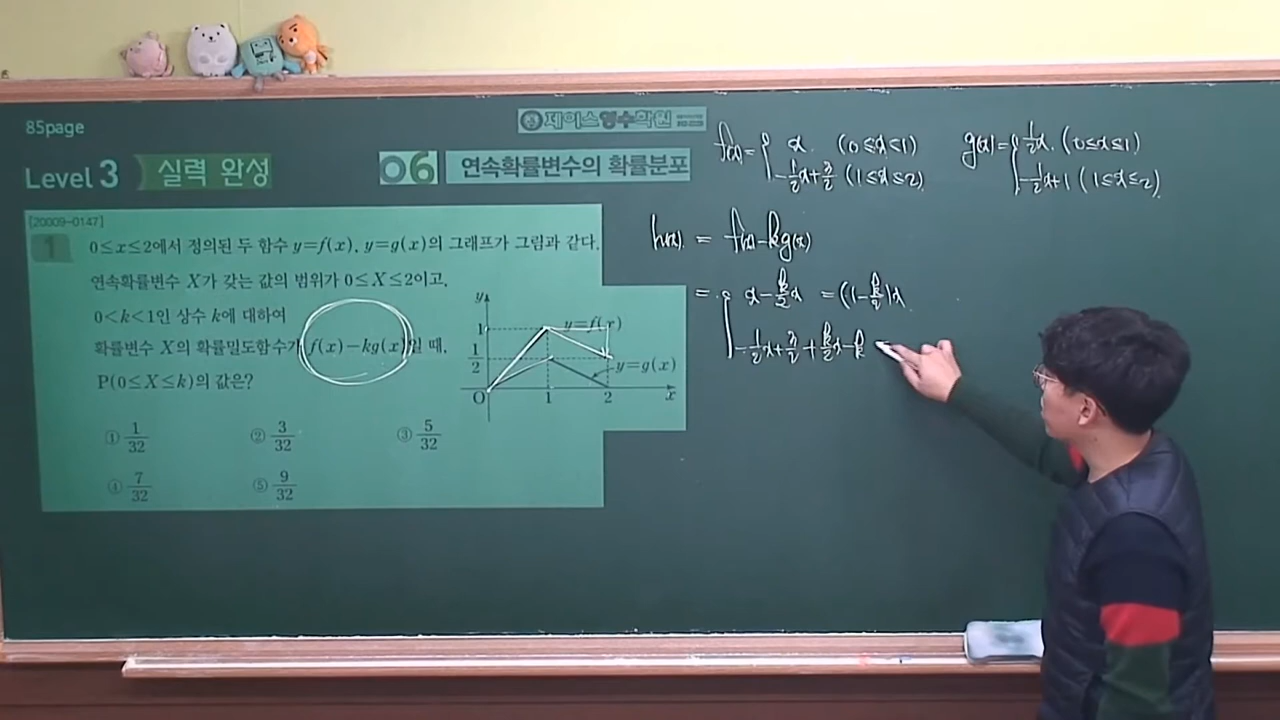 85page
제이스영수학원
Level 3 실력 완성
06 연속확률변수의 확률분포
[20009-0147]
1 0≤x≤2에서 정의된 두 함수 y=f(x), y=g(x)의 그래프가 그림과 같다.
연속확률변수 X가 갖는 값의 범위가 0≤X≤2이고,
0<k<1인 상수 k에 대하여
확률변수 X의 확률밀도함수가 f(x)-kg(x)일 때,
P(0≤X≤k)의 값은?
① 1/32 ② 3/32 ③ 5/32
④ 7/32 ⑤ 9/32
y
1
1/2
O 1 2 x
y=f(x)
y=g(x)
f(x)= { x. (0≤x≤1)
-1/2x+3/2 (1≤x≤2)
g(x)= { 1/2x. (0≤x≤1)
-1/2x+1 (1≤x≤2)
h(x). = f(x)-kg(x)
= { x-k/2x =(1-k/2)x
-1/2x+3/2+k/2x-k